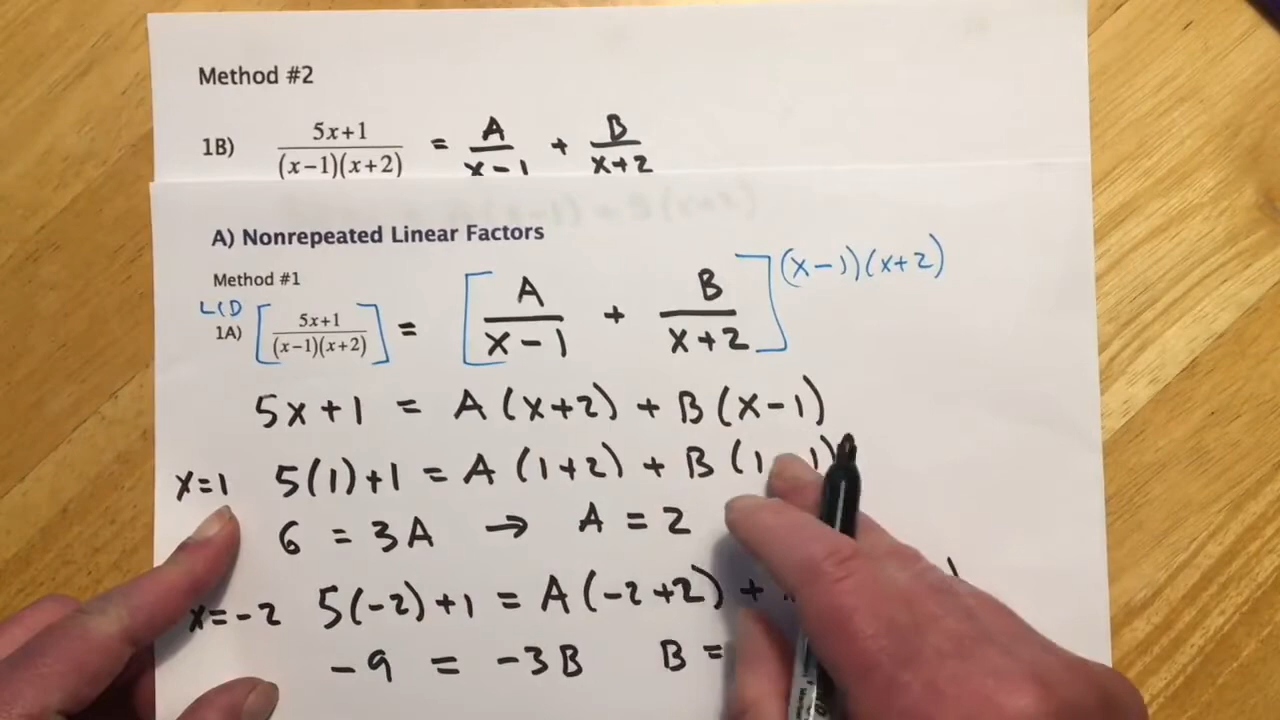 Method #2
1B) 5x+1 / (x−1)(x+2) = A / x−1 + B / x+2
A) Nonrepeated Linear Factors
Method #1
LCD
1A) [5x+1 / (x−1)(x+2)] = [A / x−1 + B / x+2] (x−1)(x+2)
5x+1 = A(x+2) + B(x−1)
x=1 5(1)+1 = A(1+2) + B(1-1)
6 = 3A → A = 2
x=-2 5(-2)+1 = A(-2+2) +
-9 = -3B B =